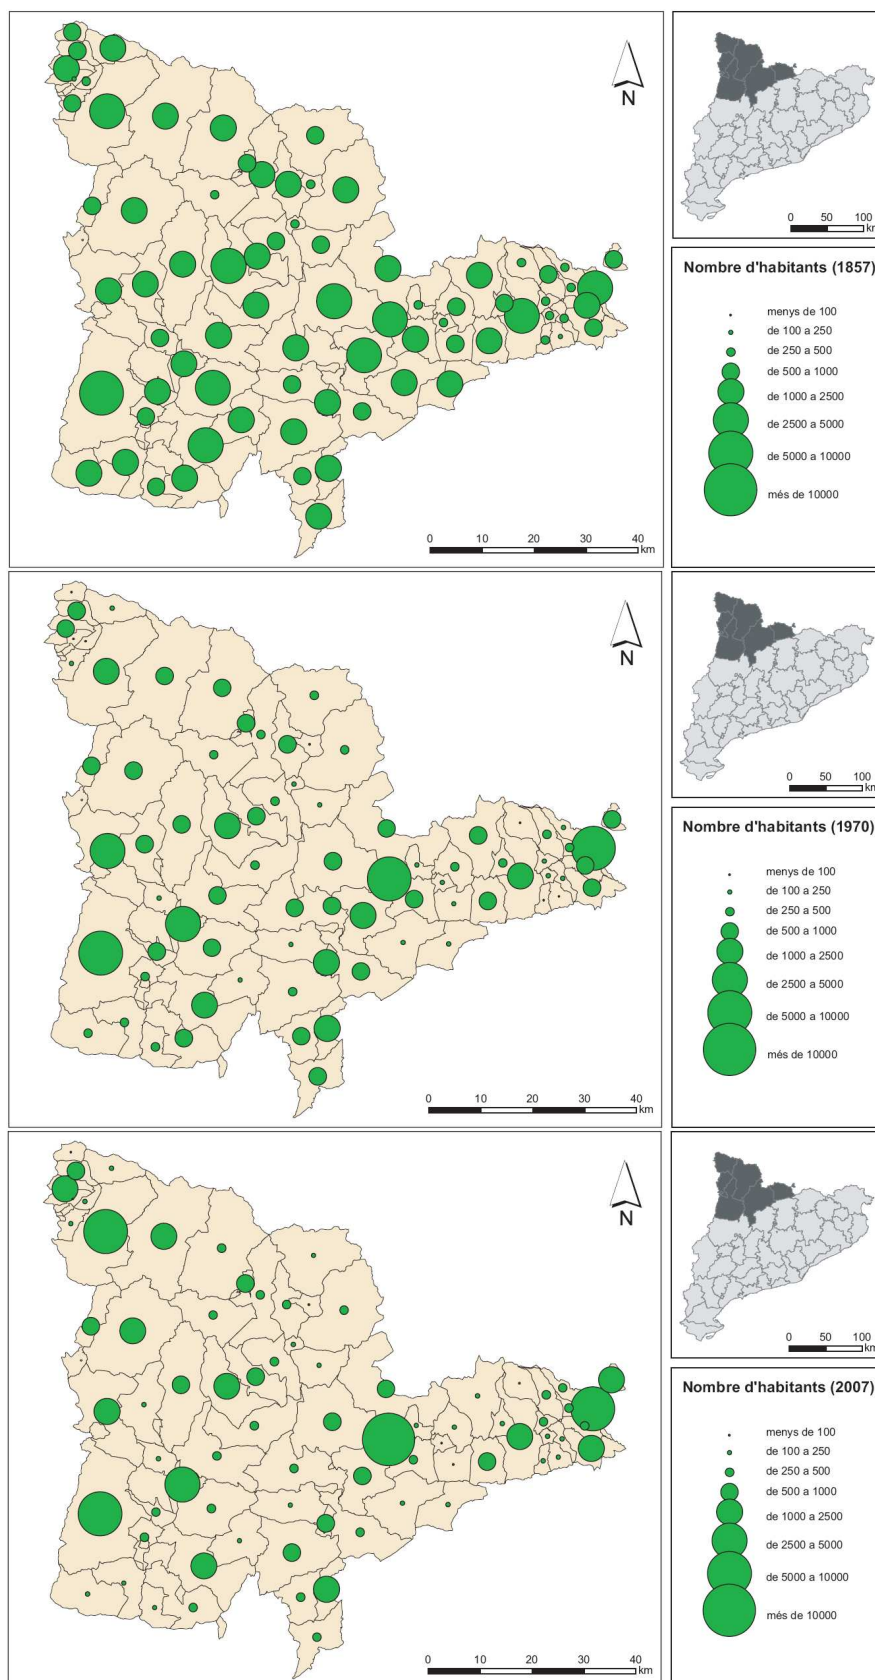 N
0 10 20 30 40
km
0 50 100
km
Nombre d'habitants (1857)
menys de 100
de 100 a 250
de 250 a 500
de 500 a 1000
de 1000 a 2500
de 2500 a 5000
de 5000 a 10000
més de 10000
N
0 10 20 30 40
km
0 50 100
km
Nombre d'habitants (1970)
menys de 100
de 100 a 250
de 250 a 500
de 500 a 1000
de 1000 a 2500
de 2500 a 5000
de 5000 a 10000
més de 10000
N
0 10 20 30 40
km
0 50 100
km
Nombre d'habitants (2007)
menys de 100
de 100 a 250
de 250 a 500
de 500 a 1000
de 1000 a 2500
de 2500 a 5000
de 5000 a 10000
més de 10000